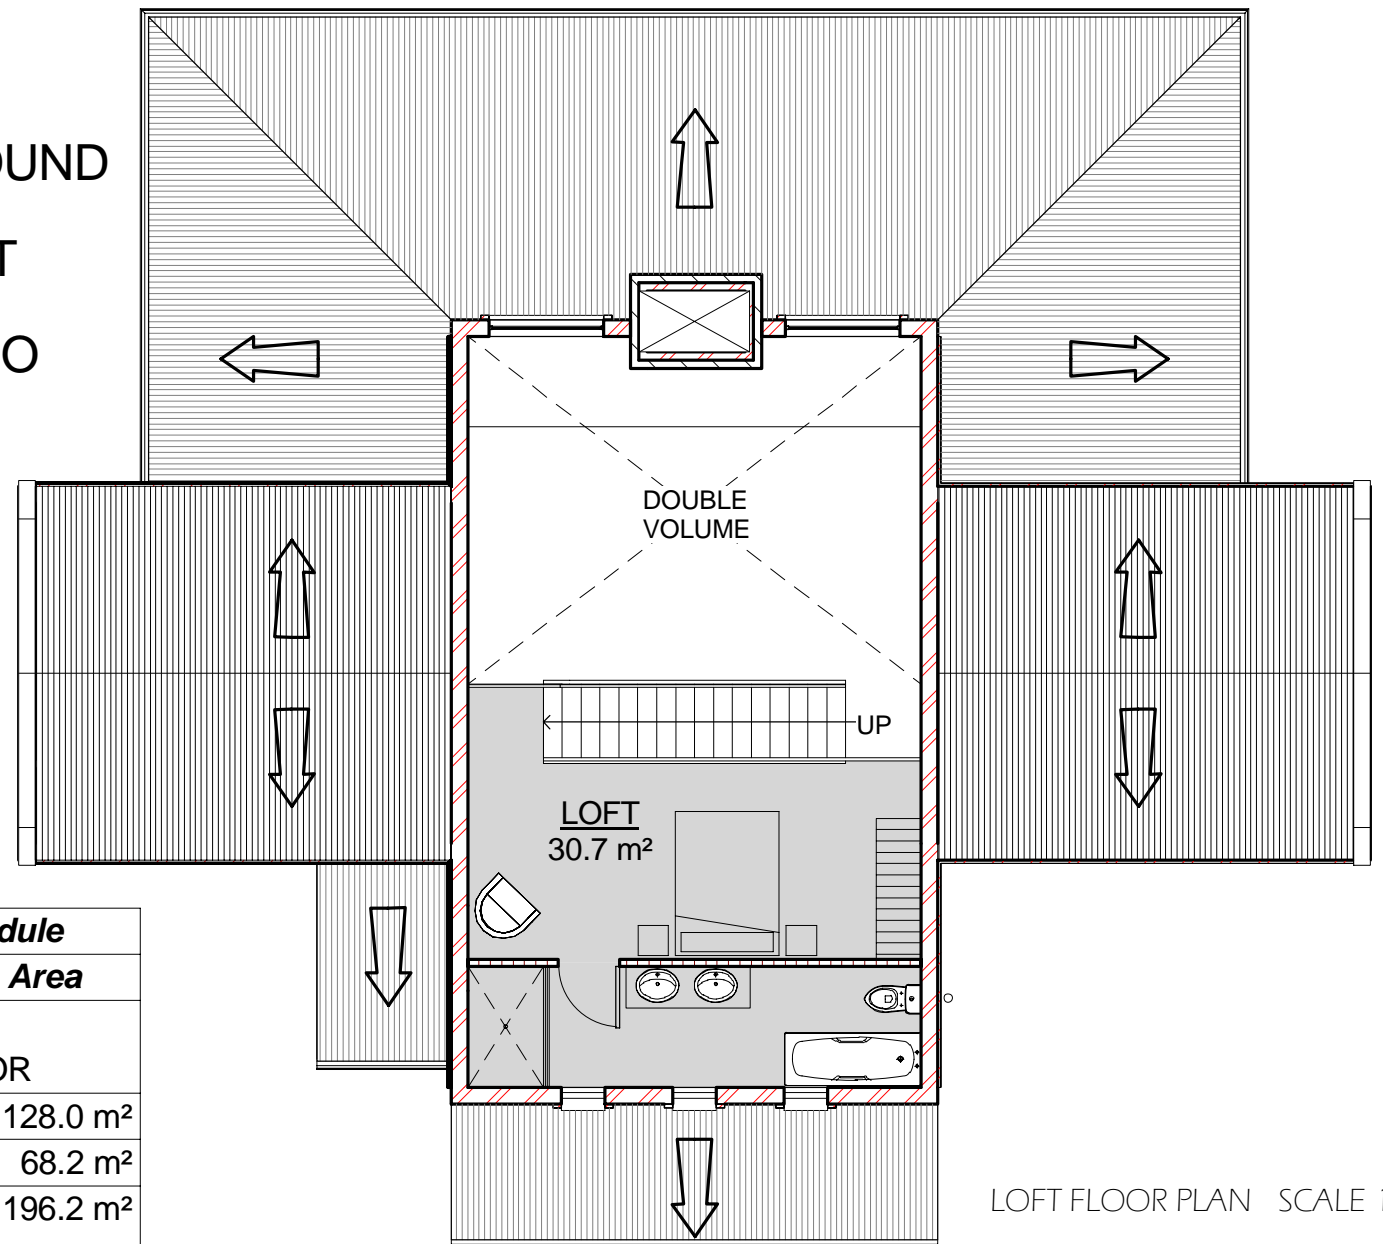 OUND
T
O
DOUBLE
VOLUME
UP
LOFT
30.7 m²
dule
Area
OR
128.0 m²
68.2 m²
196.2 m²
LOFT FLOOR PLAN SCALE